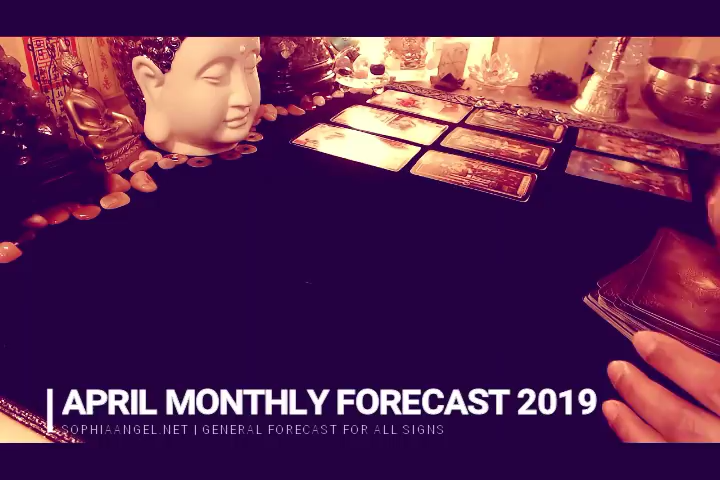 APRIL MONTHLY FORECAST 2019
SOPHIAANGEL.NET | GENERAL FORECAST FOR ALL SIGNS